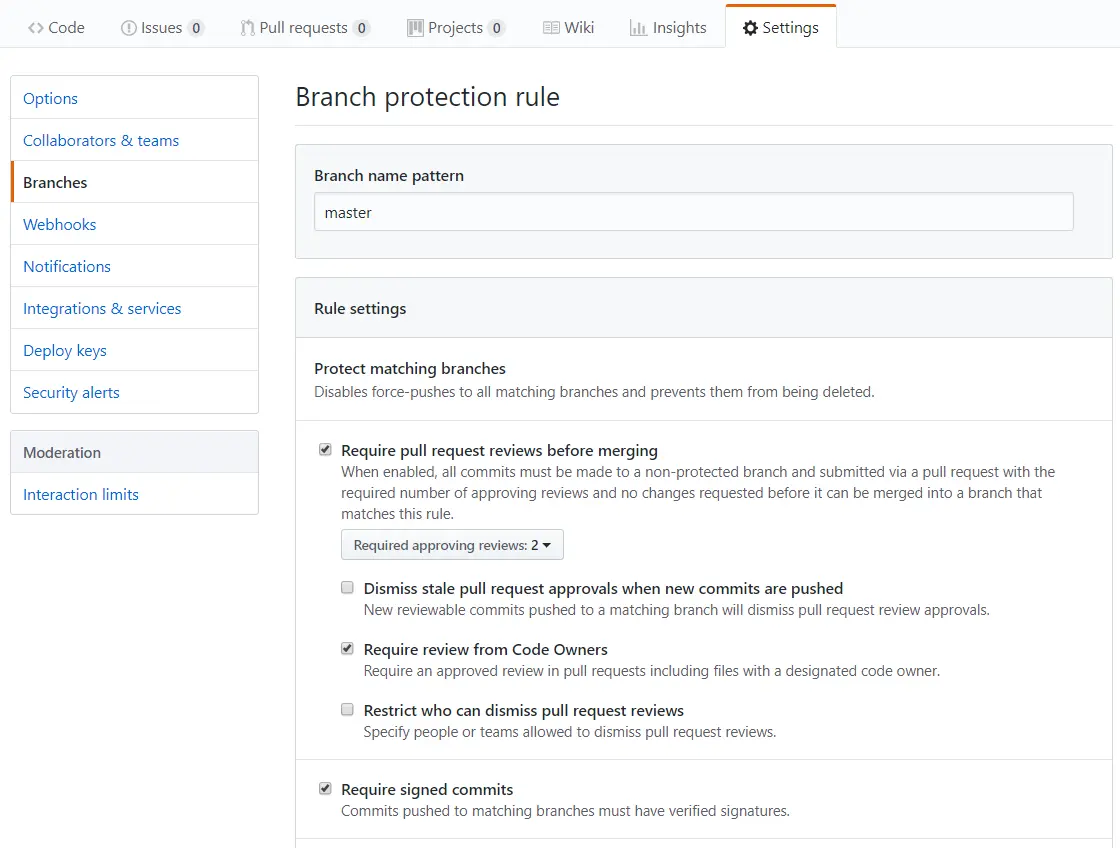 Code Issues 0 Pull requests 0 Projects 0 Wiki Insights Settings
Options
Collaborators & teams
Branches
Webhooks
Notifications
Integrations & services
Deploy keys
Security alerts
Moderation
Interaction limits
Branch protection rule
Branch name pattern
master
Rule settings
Protect matching branches
Disables force-pushes to all matching branches and prevents them from being deleted.
Require pull request reviews before merging
When enabled, all commits must be made to a non-protected branch and submitted via a pull request with the
required number of approving reviews and no changes requested before it can be merged into a branch that
matches this rule.
Required approving reviews: 2
Dismiss stale pull request approvals when new commits are pushed
New reviewable commits pushed to a matching branch will dismiss pull request review approvals.
Require review from Code Owners
Require an approved review in pull requests including files with a designated code owner.
Restrict who can dismiss pull request reviews
Specify people or teams allowed to dismiss pull request reviews.
Require signed commits
Commits pushed to matching branches must have verified signatures.